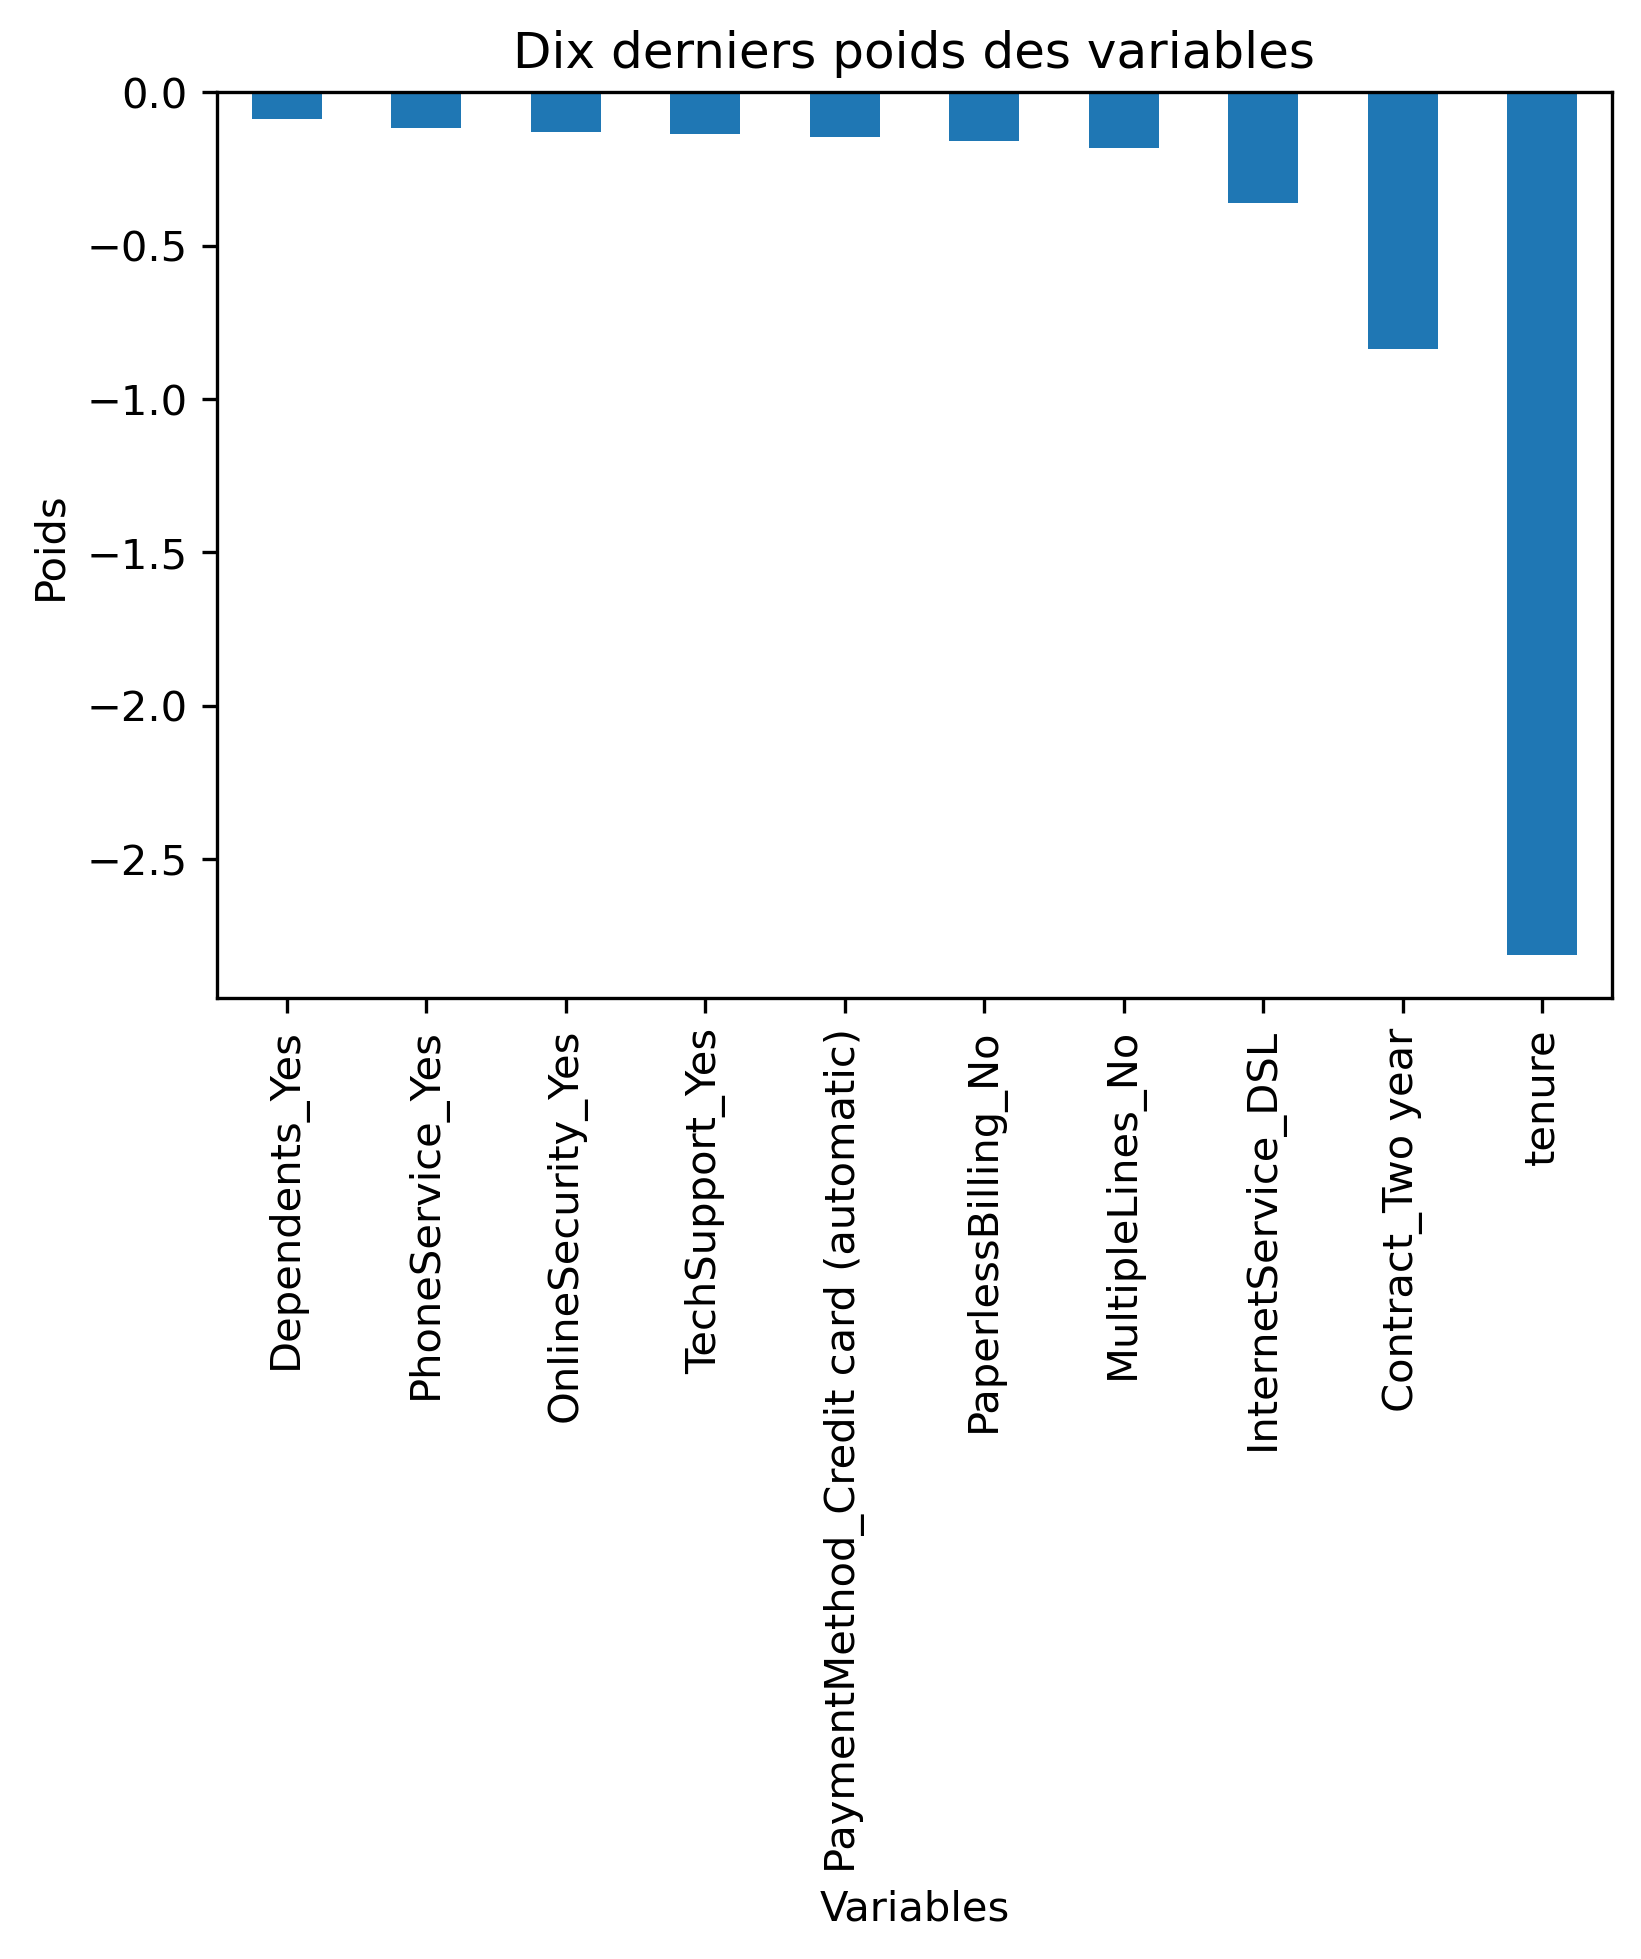 Dix derniers poids des variables
0.0
−0.5
−1.0
−1.5
−2.0
−2.5
Poids
Dependents_Yes
PhoneService_Yes
OnlineSecurity_Yes
TechSupport_Yes
PaymentMethod_Credit card (automatic)
PaperlessBilling_No
MultipleLines_No
InternetService_DSL
Contract_Two year
tenure
Variables